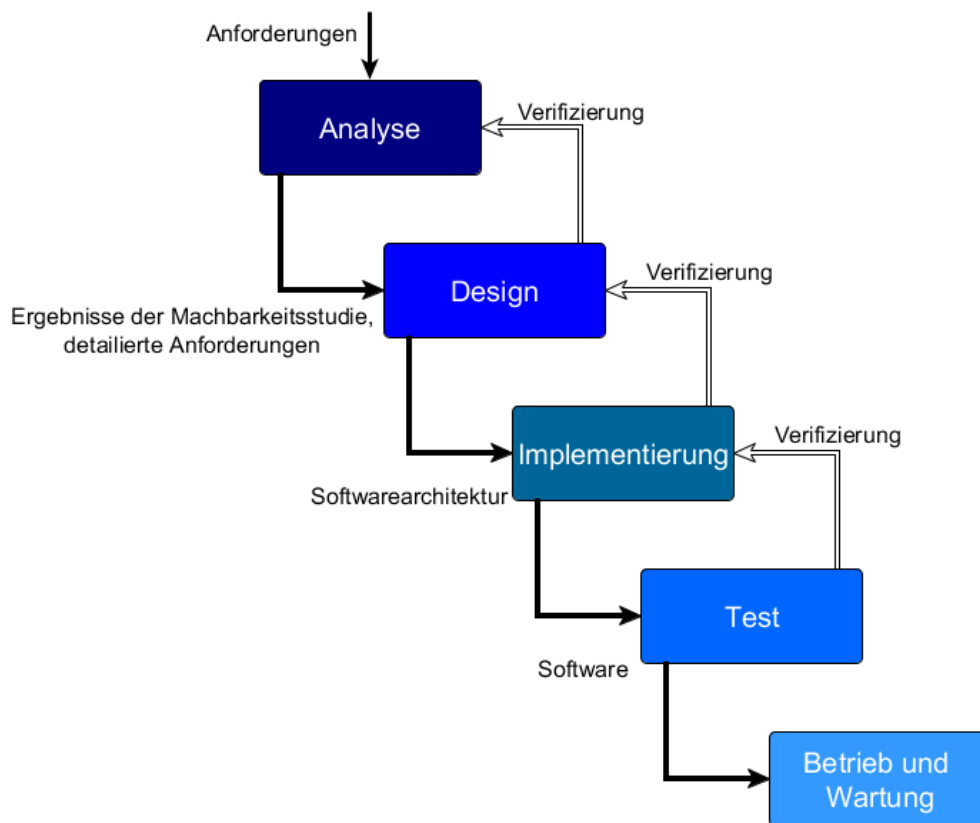 Anforderungen
Analyse
Verifizierung
Design
Verifizierung
Ergebnisse der Machbarkeitsstudie,
detailierte Anforderungen
Implementierung
Verifizierung
Softwarearchitektur
Test
Software
Betrieb und
Wartung